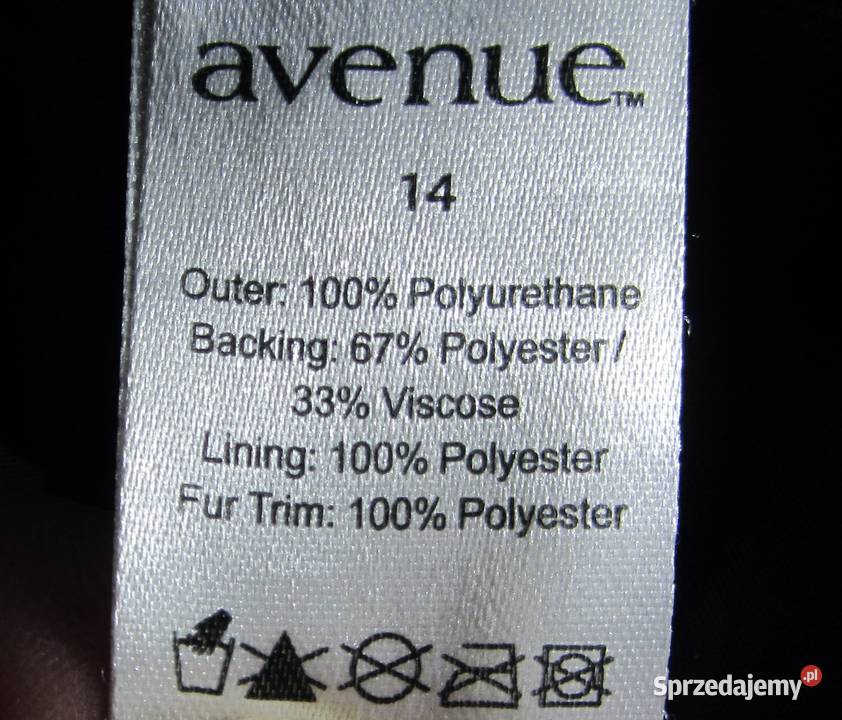 avenue™
14
Outer: 100% Polyurethane
Backing: 67% Polyester /
33% Viscose
Lining: 100% Polyester
Fur Trim: 100% Polyester
Sprzedajemy.pl